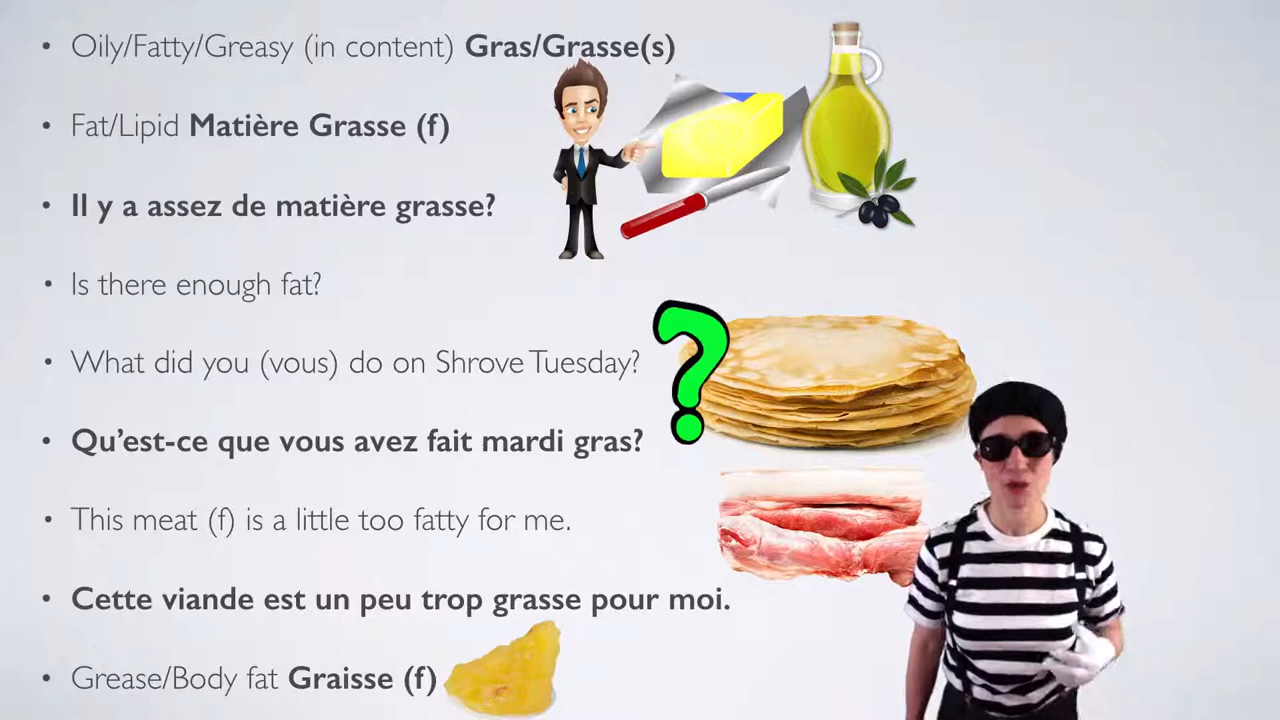 • Oily/Fatty/Greasy (in content) Gras/Grasse(s)
• Fat/Lipid Matière Grasse (f)
• Il y a assez de matière grasse?
• Is there enough fat?
• What did you (vous) do on Shrove Tuesday?
• Qu’est-ce que vous avez fait mardi gras?
• This meat (f) is a little too fatty for me.
• Cette viande est un peu trop grasse pour moi.
• Grease/Body fat Graisse (f)